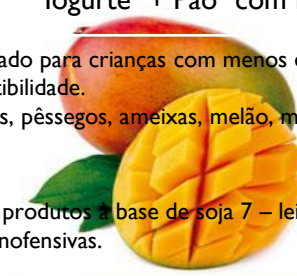 Iogurte + Pão com
ado para crianças com menos
tibilidade.
s, pêssegos, ameixas, melão, m
produtos à base de soja 7 – lei
nofensivas.